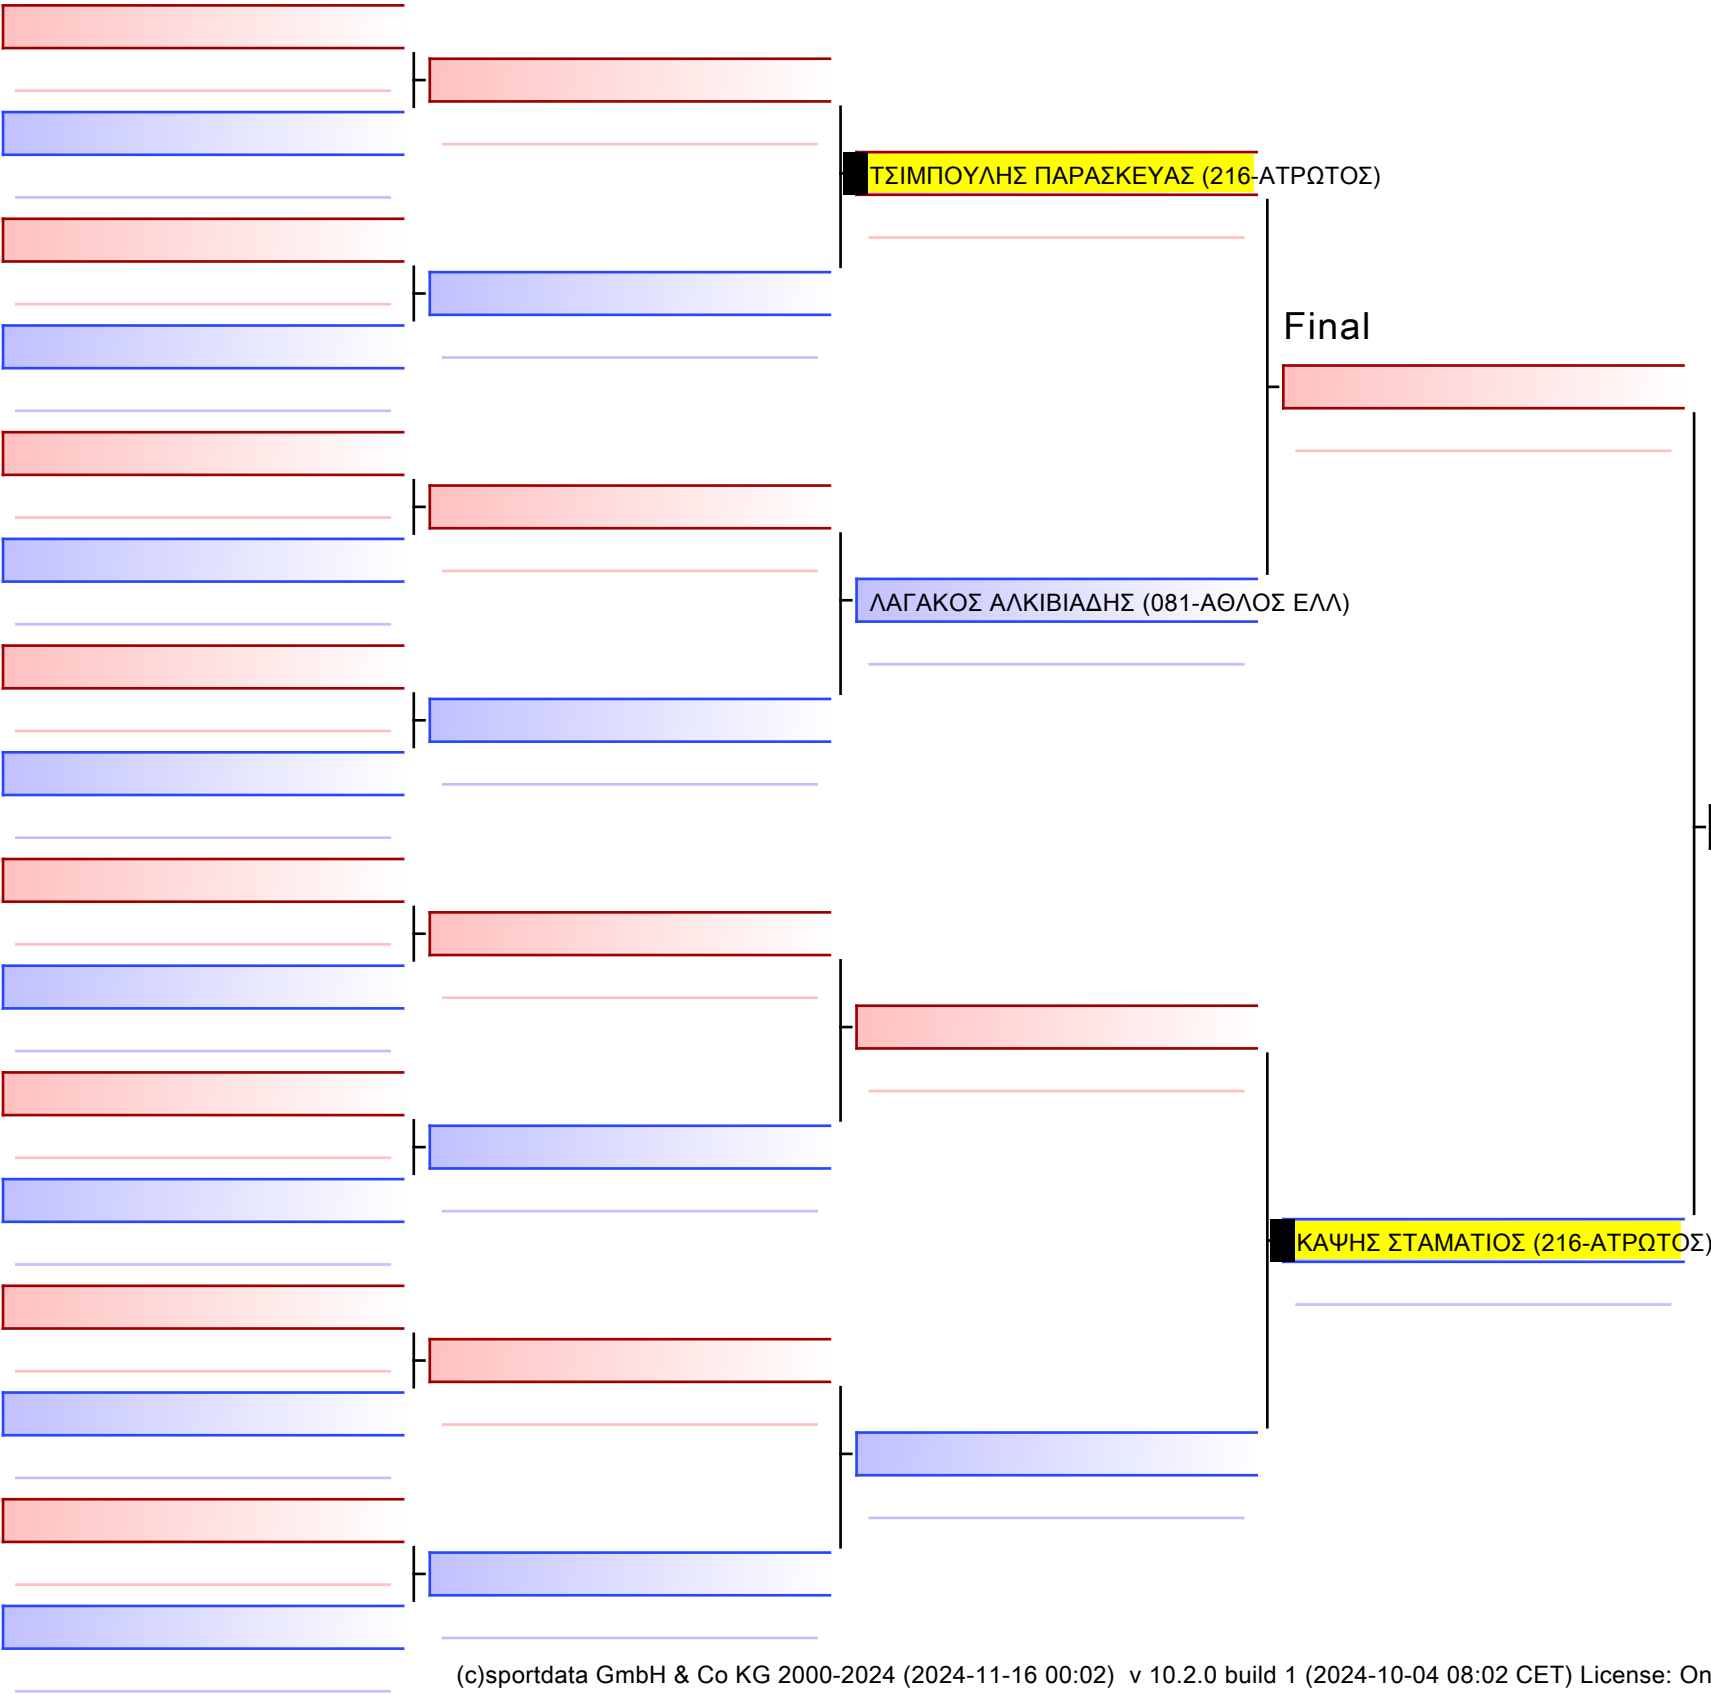 ΤΣΙΜΠΟΥΛΗΣ ΠΑΡΑΣΚΕΥΑΣ (216-ΑΤΡΩΤΟΣ)
Final
ΛΑΓΑΚΟΣ ΑΛΚΙΒΙΑΔΗΣ (081-ΑΘΛΟΣ ΕΛΛ)
ΚΑΨΗΣ ΣΤΑΜΑΤΙΟΣ (216-ΑΤΡΩΤΟΣ)
(c)sportdata GmbH & Co KG 2000-2024 (2024-11-16 00:02) v 10.2.0 build 1 (2024-10-04 08:02 CET) License: On